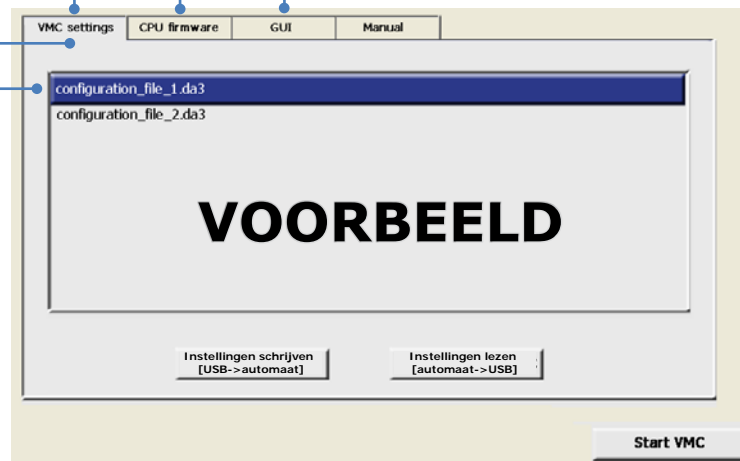 VMC settings CPU firmware GUI Manual
configuration_file_1.da3
configuration_file_2.da3
VOORBEELD
Instellingen schrijven
[USB->automaat]
Instellingen lezen
[automaat->USB]
Start VMC